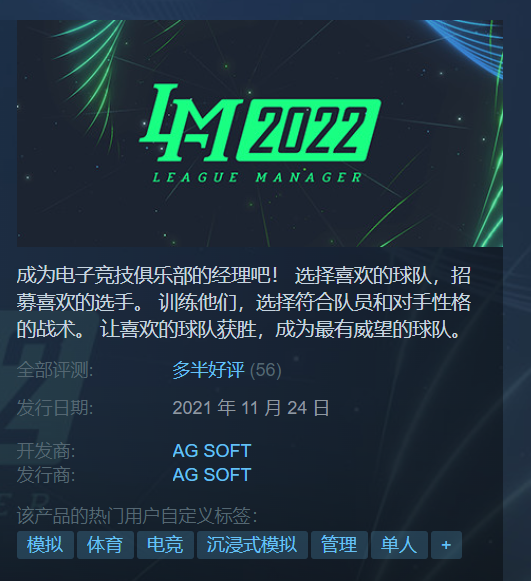 LM 2022
LEAGUE MANAGER
成为电子竞技俱乐部的经理吧！ 选择喜欢的球队，招
募喜欢的选手。 训练他们，选择符合队员和对手性格
的战术。 让喜欢的球队获胜，成为最有威望的球队。
全部评测: 多半好评 (56)
发行日期: 2021 年 11 月 24 日
开发商: AG SOFT
发行商: AG SOFT
该产品的热门用户自定义标签:
模拟 体育 电竞 沉浸式模拟 管理 单人 +